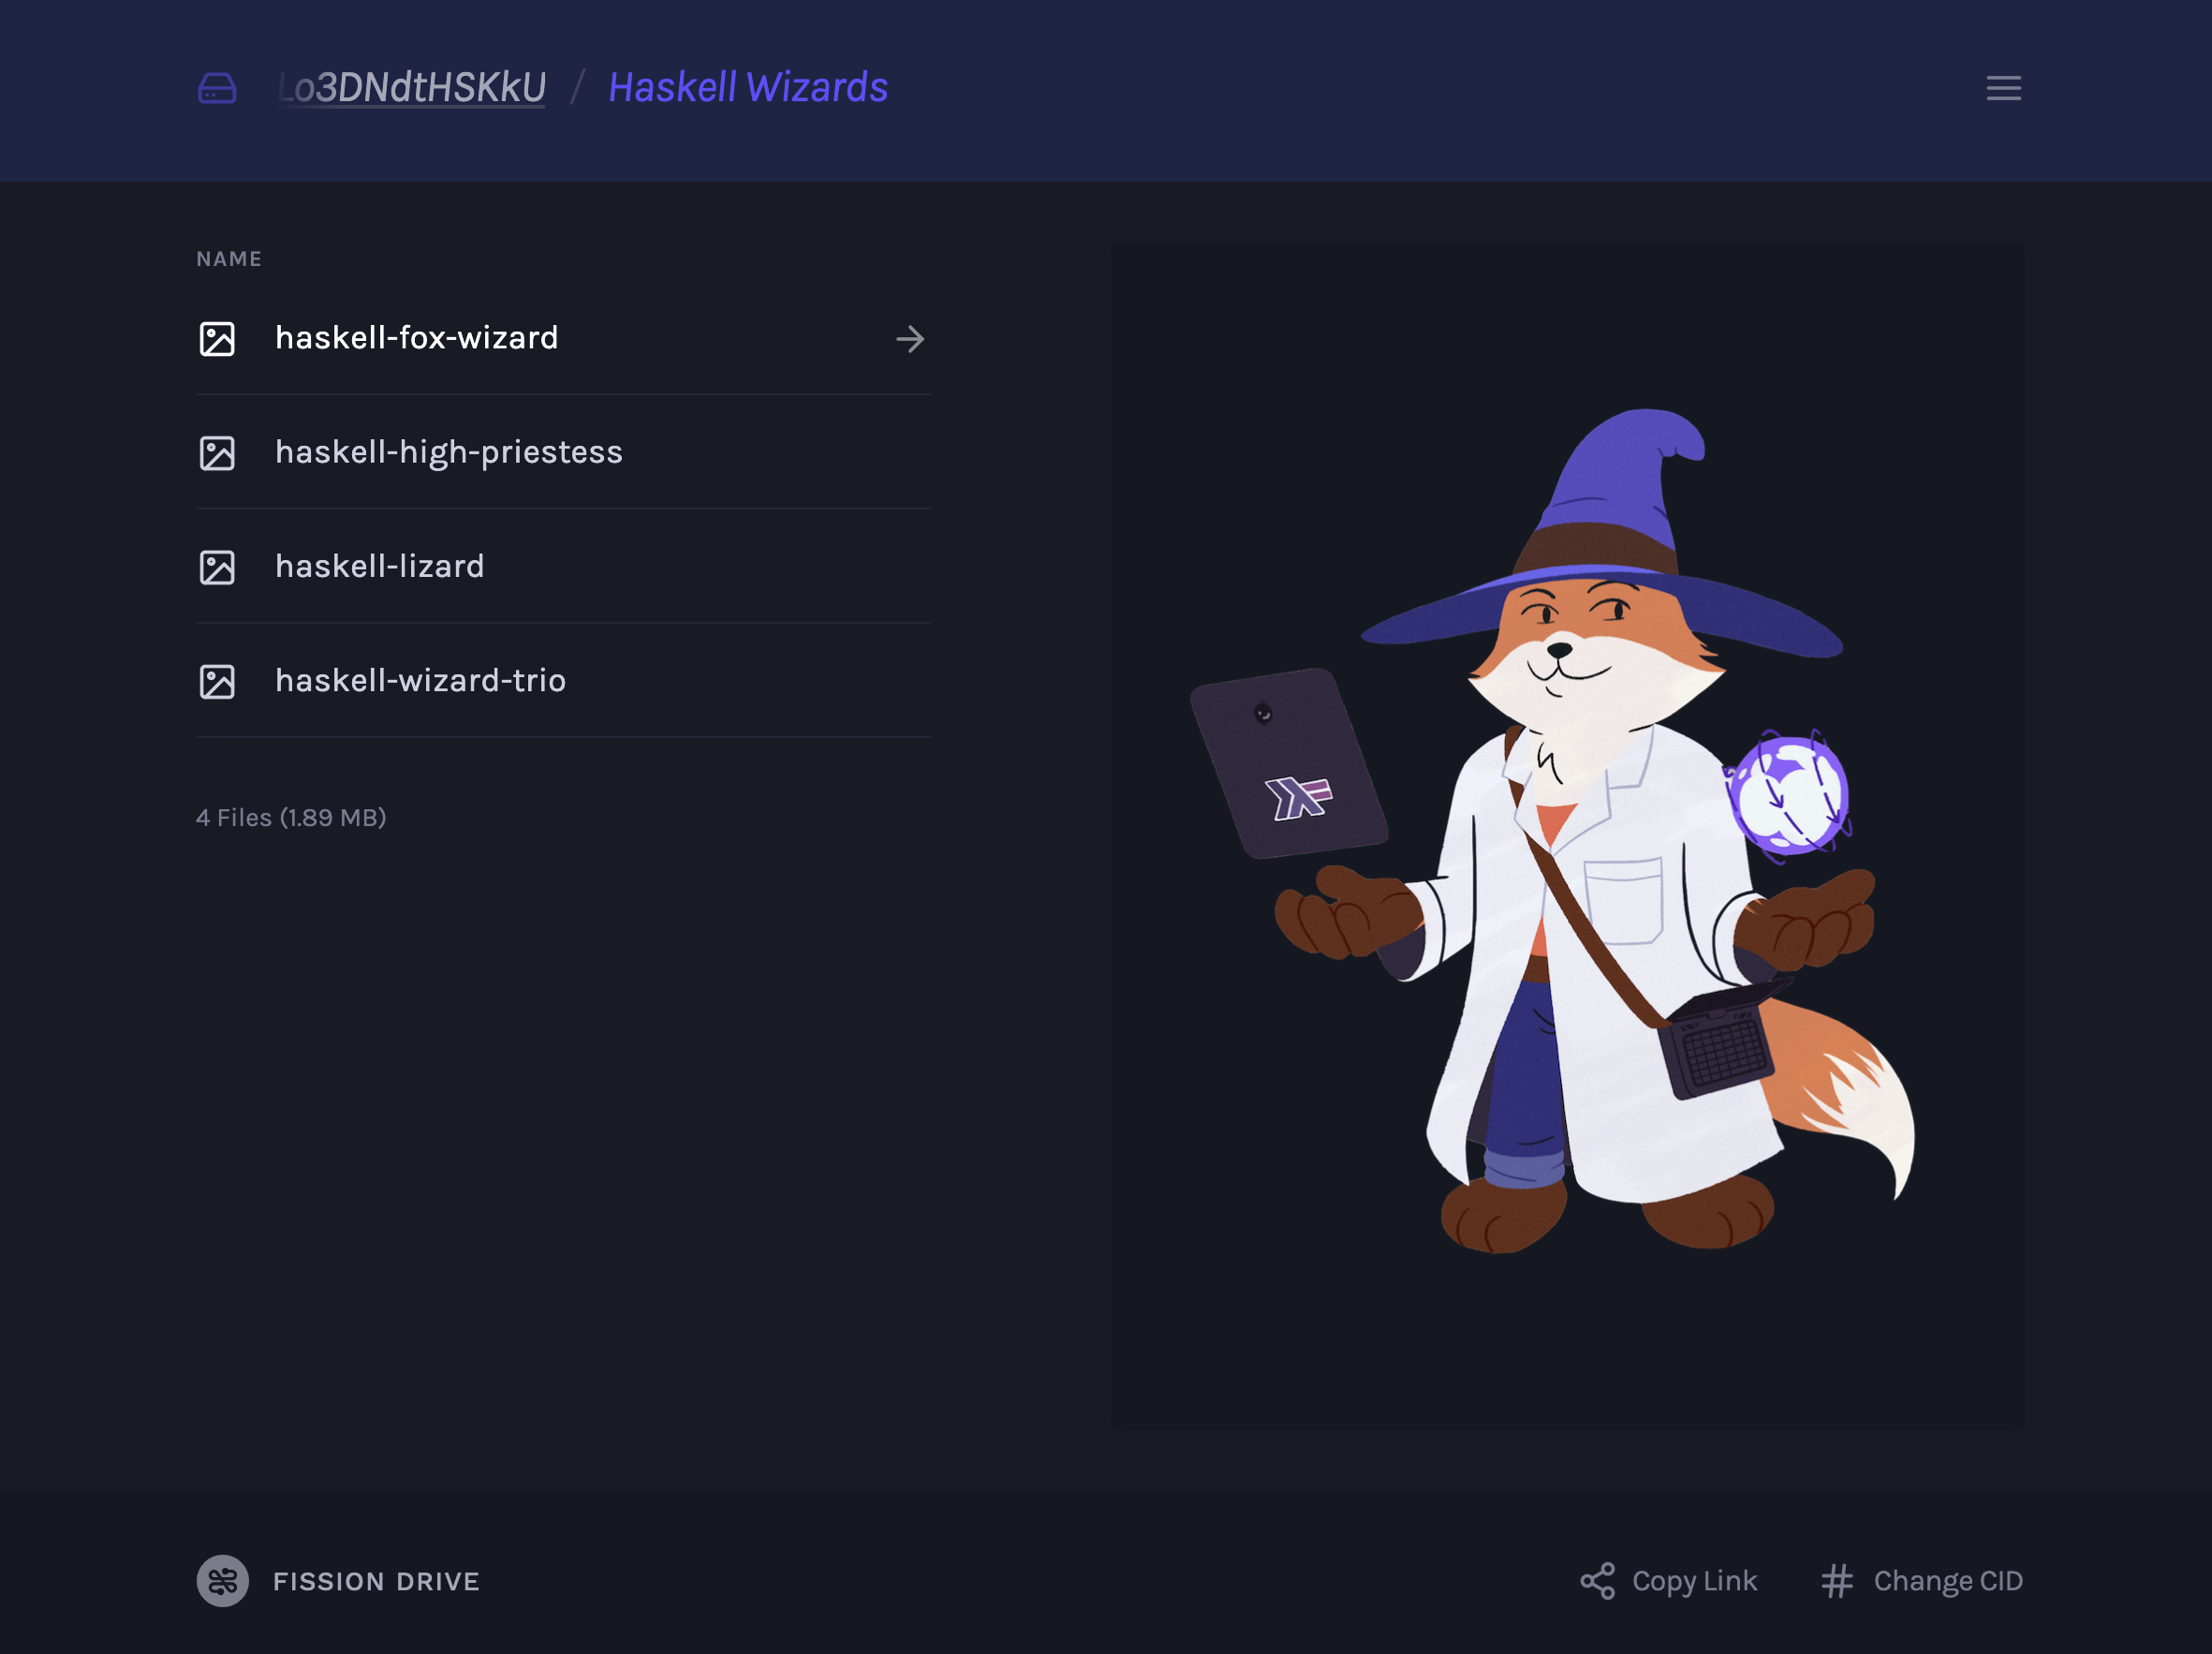 Lo3DNdtHSKkU / Haskell Wizards
NAME
haskell-fox-wizard
haskell-high-priestess
haskell-lizard
haskell-wizard-trio
4 Files (1.89 MB)
FISSION DRIVE
Copy Link
Change CID